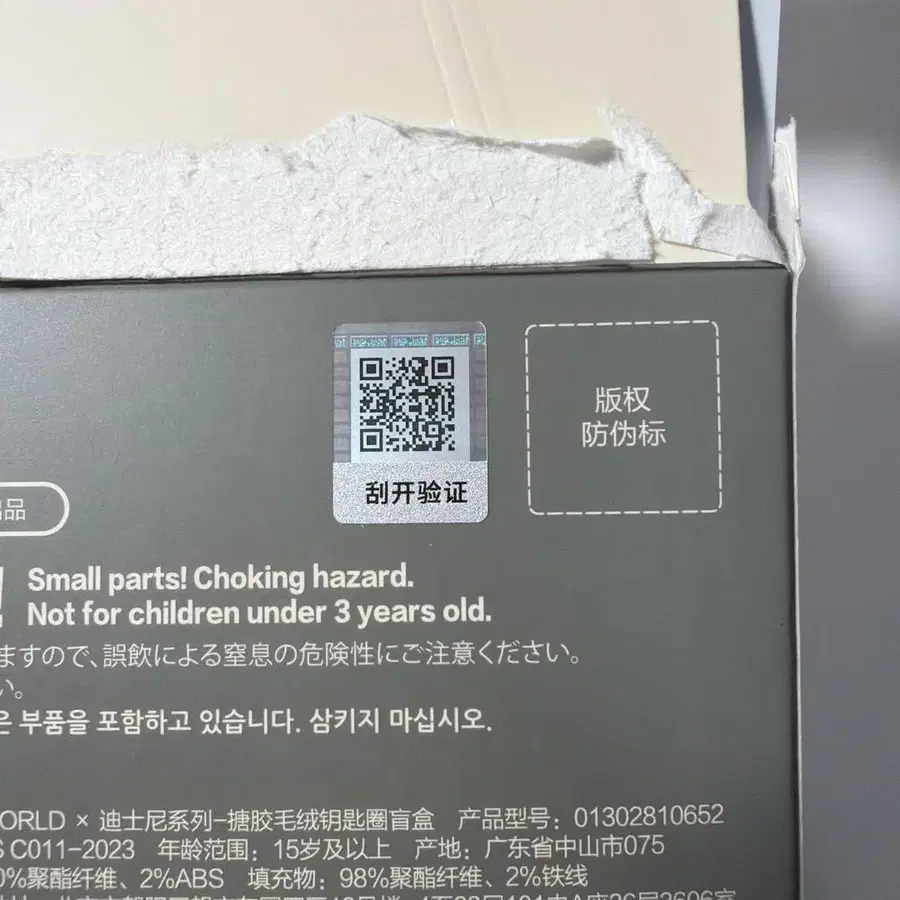 刮开验证
版权
防伪标
品
Small parts! Choking hazard.
Not for children under 3 years old.
ますので、誤飲による窒息の危険性にご注意ください。
い。
은 부품을 포함하고 있습니다. 삼키지 마십시오.
ORLD × 迪士尼系列-搪胶毛绒钥匙圈盲盒 产品型号：01302810652
S C011-2023 年龄范围：15岁及以上 产地：广东省中山市075
0%聚酯纤维、2%ABS 填充物：98%聚酯纤维、2%铁线